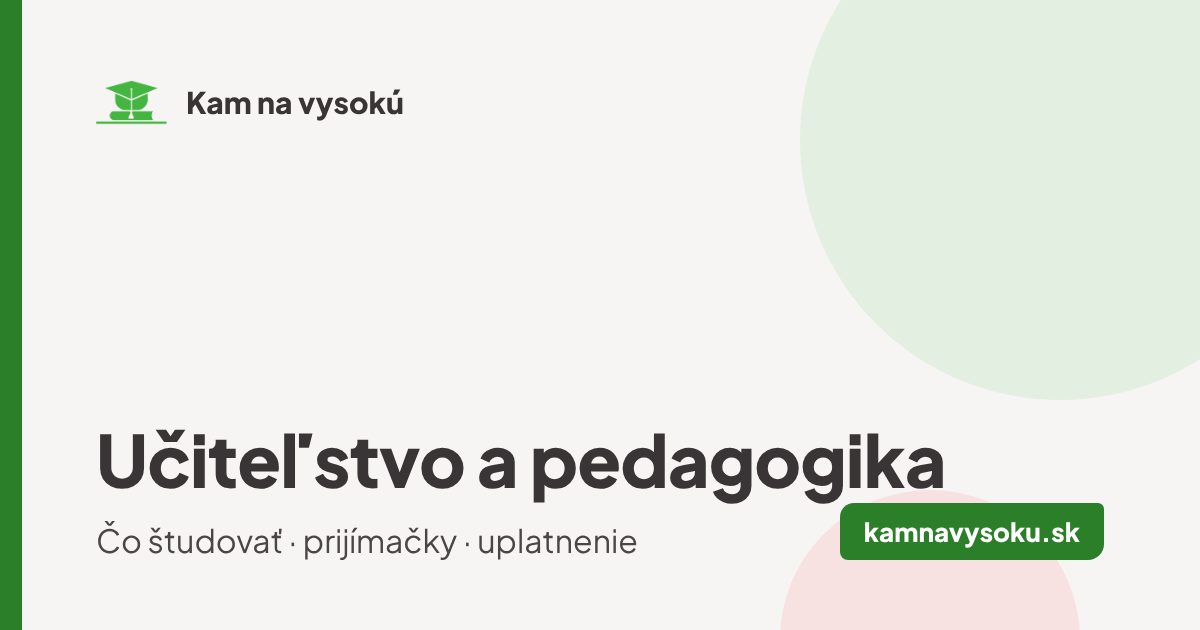 Kam na vysokú
Učiteľstvo a pedagogika
Čo študovať · prijímačky · uplatnenie
kamnavysoku.sk